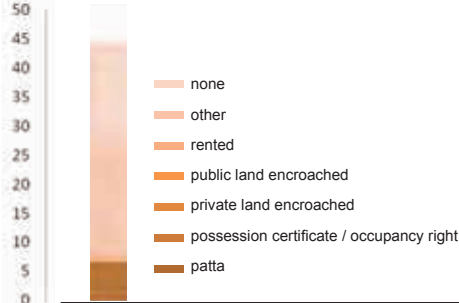 50
45
40
35
30
25
20
15
10
5
0
none
other
rented
public land encroached
private land encroached
possession certificate / occupancy right
patta